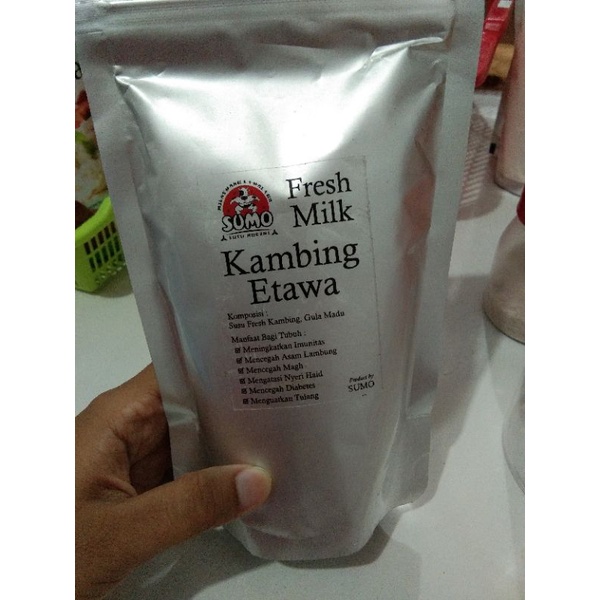 SUMO
Fresh
Milk
Kambing
Etawa
Komposisi :
Susu Fresh Kambing, Gula Madu
Manfaat Bagi Tubuh :
Meningkatkan Imunitas
Mencegah Asam Lambung
Mencegah Magh
Mengatasi Nyeri Haid
Mencegah Diabetes
Menguatkan Tulang
Product by
SUMO